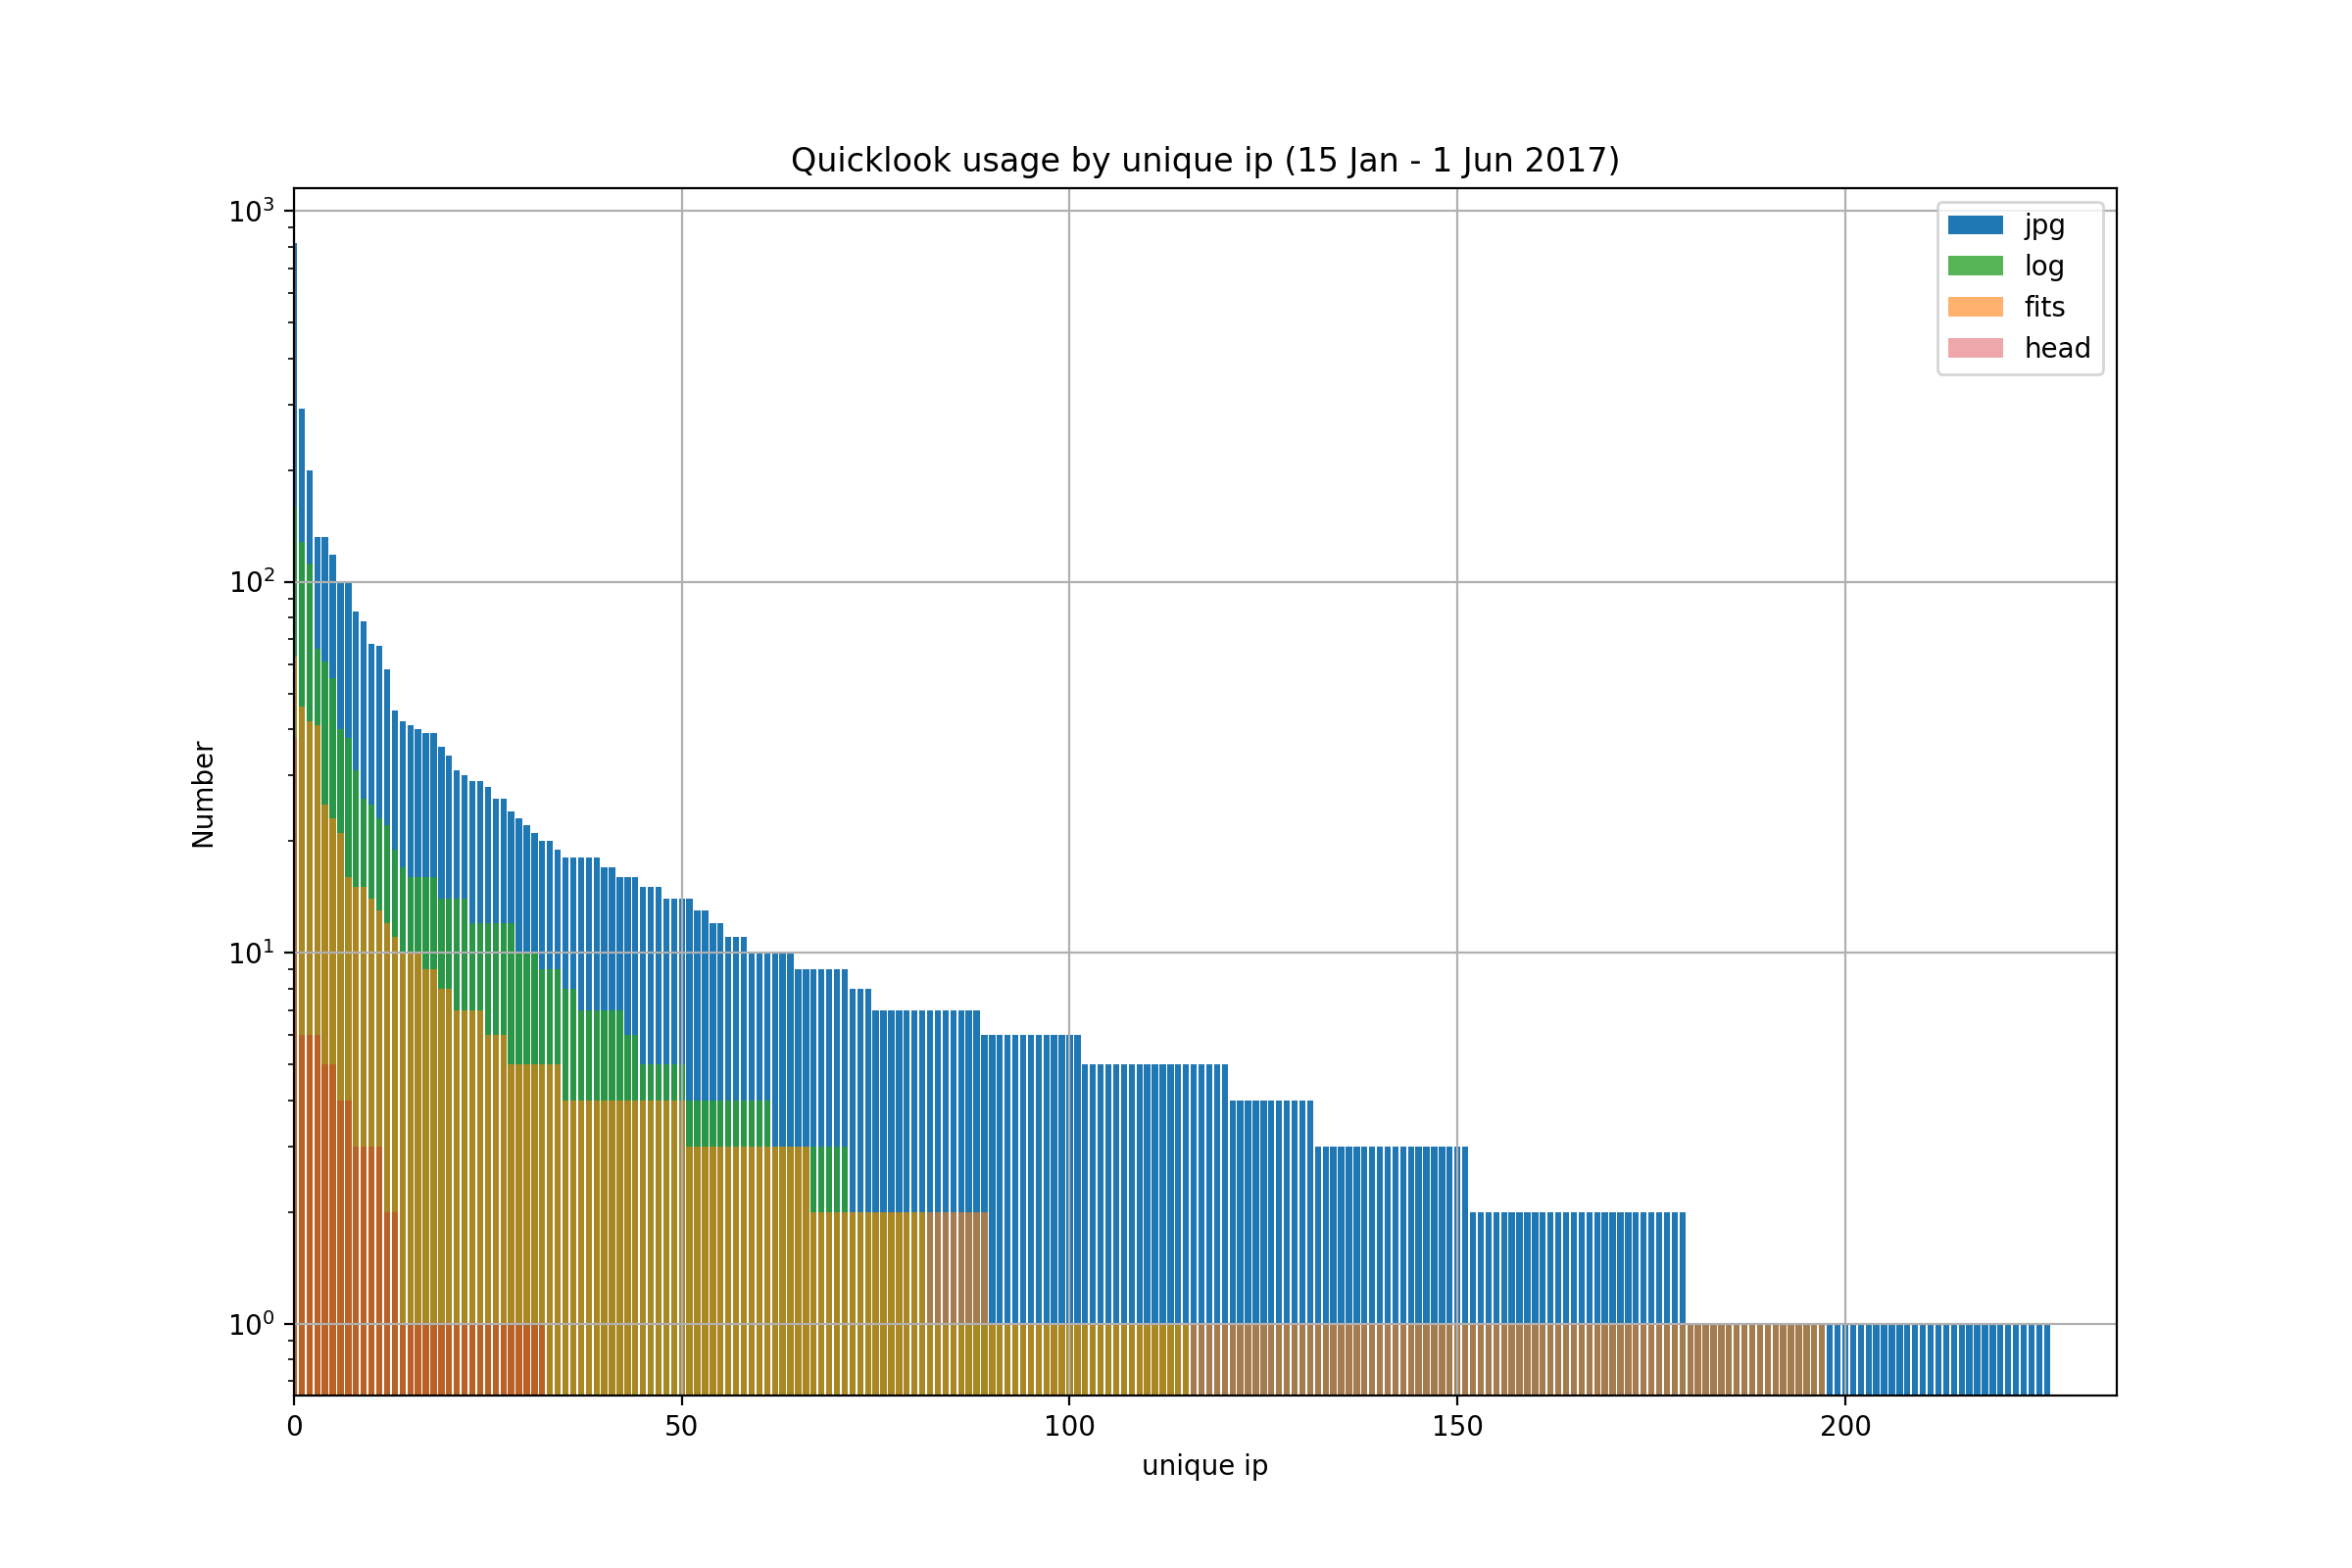 Quicklook usage by unique ip (15 Jan - 1 Jun 2017)
10³
10²
10¹
10⁰
Number
jpg
log
fits
head
0 50 100 150 200
unique ip